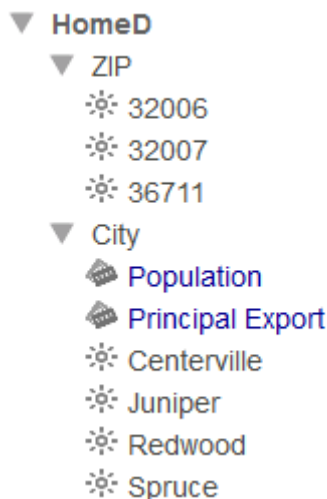 HomeD
ZIP
32006
32007
36711
City
Population
Principal Export
Centerville
Juniper
Redwood
Spruce